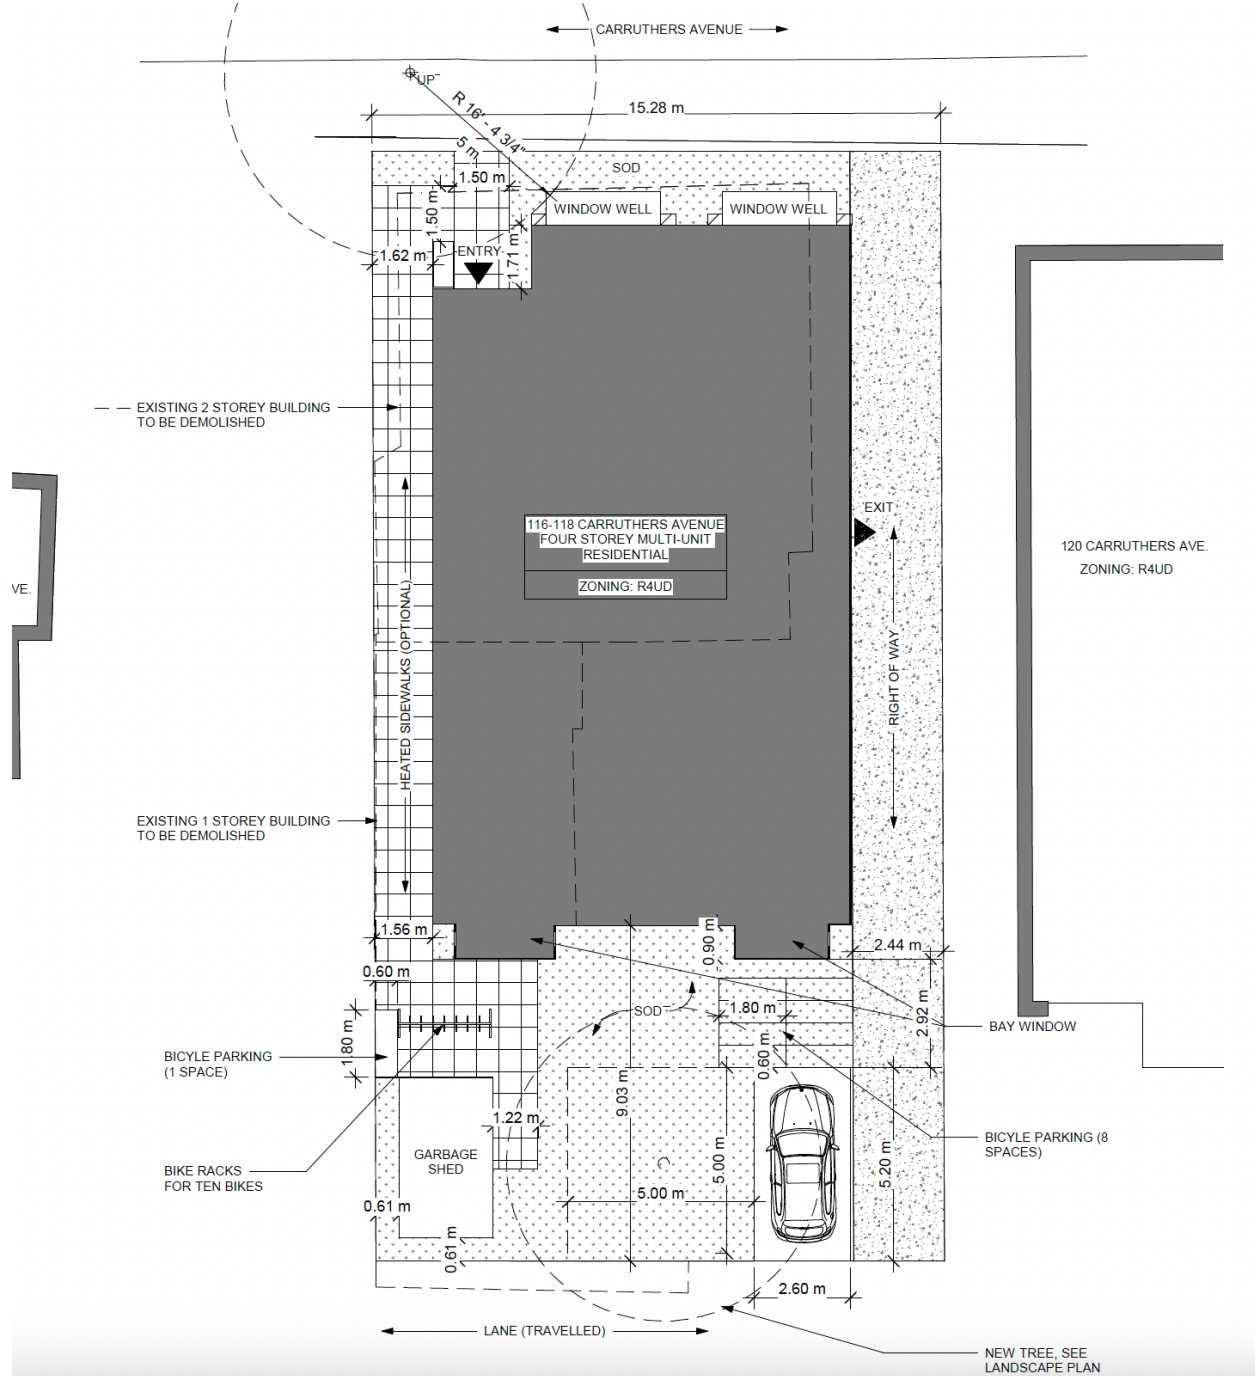 CARRUTHERS AVENUE
UP
R 16' - 4 3/4"
5 m
15.28 m
SOD
1.50 m
1.50 m
WINDOW WELL
WINDOW WELL
1.62 m
ENTRY
1.71 m
EXISTING 2 STOREY BUILDING
TO BE DEMOLISHED
EXIT
116-118 CARRUTHERS AVENUE
FOUR STOREY MULTI-UNIT
RESIDENTIAL
ZONING: R4UD
120 CARRUTHERS AVE.
ZONING: R4UD
VE.
HEATED SIDEWALKS (OPTIONAL)
RIGHT OF WAY
EXISTING 1 STOREY BUILDING
TO BE DEMOLISHED
1.56 m
0.90 m
2.44 m
0.60 m
SOD
1.80 m
2.92 m
BAY WINDOW
1.80 m
BICYLE PARKING
(1 SPACE)
0.60 m
9.03 m
1.22 m
BICYLE PARKING (8
SPACES)
GARBAGE
SHED
5.00 m
5.20 m
BIKE RACKS
FOR TEN BIKES
5.00 m
0.61 m
0.61 m
2.60 m
LANE (TRAVELLED)
NEW TREE, SEE
LANDSCAPE PLAN